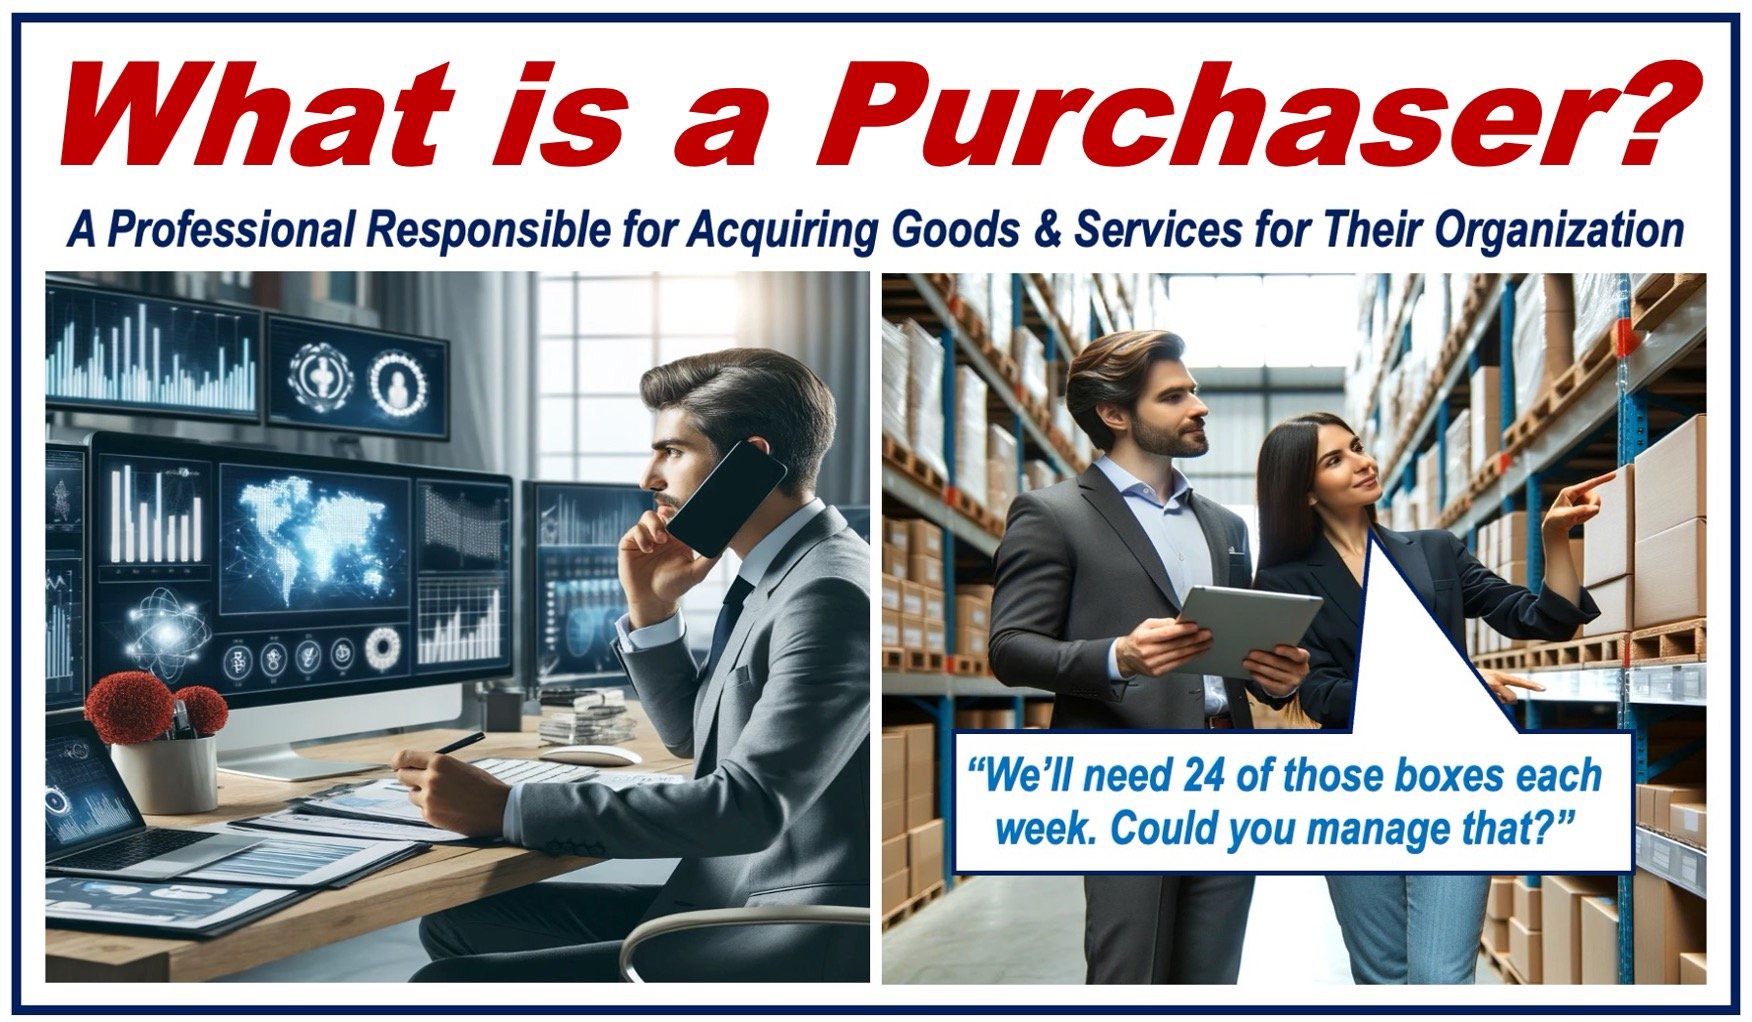 What is a Purchaser?
A Professional Responsible for Acquiring Goods & Services for Their Organization
“We’ll need 24 of those boxes each
week. Could you manage that?”